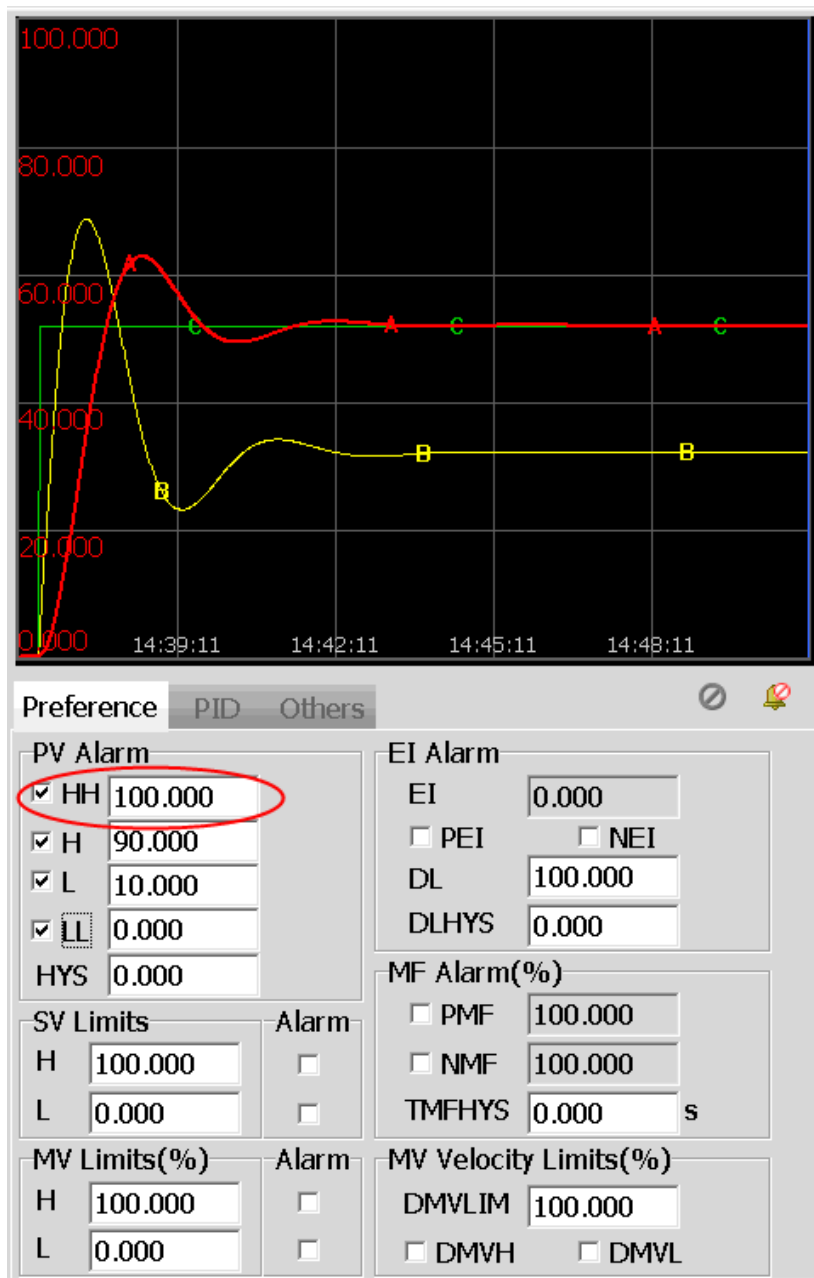 100.000
80.000
A
60.000
C A C A C
40.000
B B
B
20.000
0.000 14:39:11 14:42:11 14:45:11 14:48:11
Preference PID Others
PV Alarm
HH 100.000
H 90.000
L 10.000
LL 0.000
HYS 0.000
EI Alarm
EI 0.000
PEI NEI
DL 100.000
DLHYS 0.000
MF Alarm(%)
PMF 100.000
NMF 100.000
TMFHYS 0.000 s
SV Limits Alarm
H 100.000
L 0.000
MV Limits(%) Alarm
H 100.000
L 0.000
MV Velocity Limits(%)
DMVLIM 100.000
DMVH DMVL